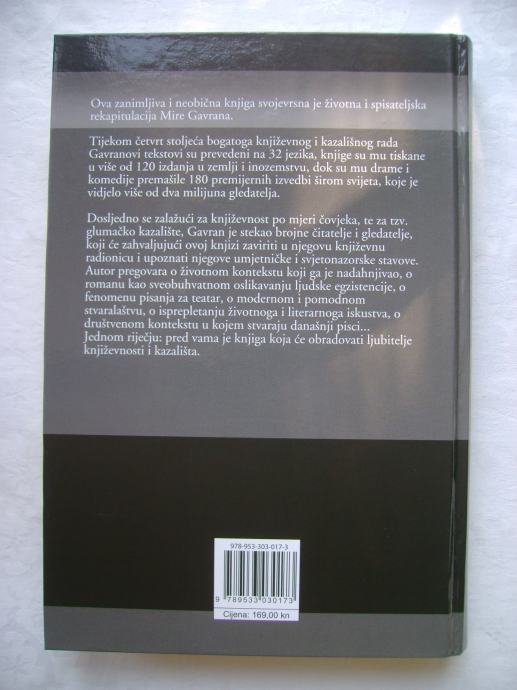 Ova zanimljiva i neobična knjiga svojevrsna je životna i spisateljska
rekapitulacija Mire Gavrana.
Tijekom četvrt stoljeća bogatoga književnog i kazališnog rada
Gavranovi tekstovi su prevedeni na 32 jezika, knjige su mu tiskane
u više od 120 izdanja u zemlji i inozemstvu, dok su mu drame i
komedije premašile 180 premijernih izvedbi širom svijeta, koje je
vidjelo više od dva milijuna gledatelja.
Dosljedno se zalažući za književnost po mjeri čovjeka, te za tzv.
glumačko kazalište, Gavran je stekao brojne čitatelje i gledatelje,
koji će zahvaljujući ovoj knjizi zaviriti u njegovu književnu
radionicu i upoznati njegove umjetničke i svjetonazorske stavove.
Autor pregovara o životnom kontekstu koji ga je nadahnjivao, o
romanu kao sveobuhvatnom oslikavanju ljudske egzistencije, o
fenomenu pisanja za teatar, o modernom i pomodnom
stvaralaštvu, o isprepletanju životnoga i literarnoga iskustva, o
društvenom kontekstu u kojem stvaraju današnji pisci...
Jednom riječju: pred vama je knjiga koja će obradovati ljubitelje
književnosti i kazališta.
978-953-303-017-3
9 789533 030173
Cijena: 169,00 kn